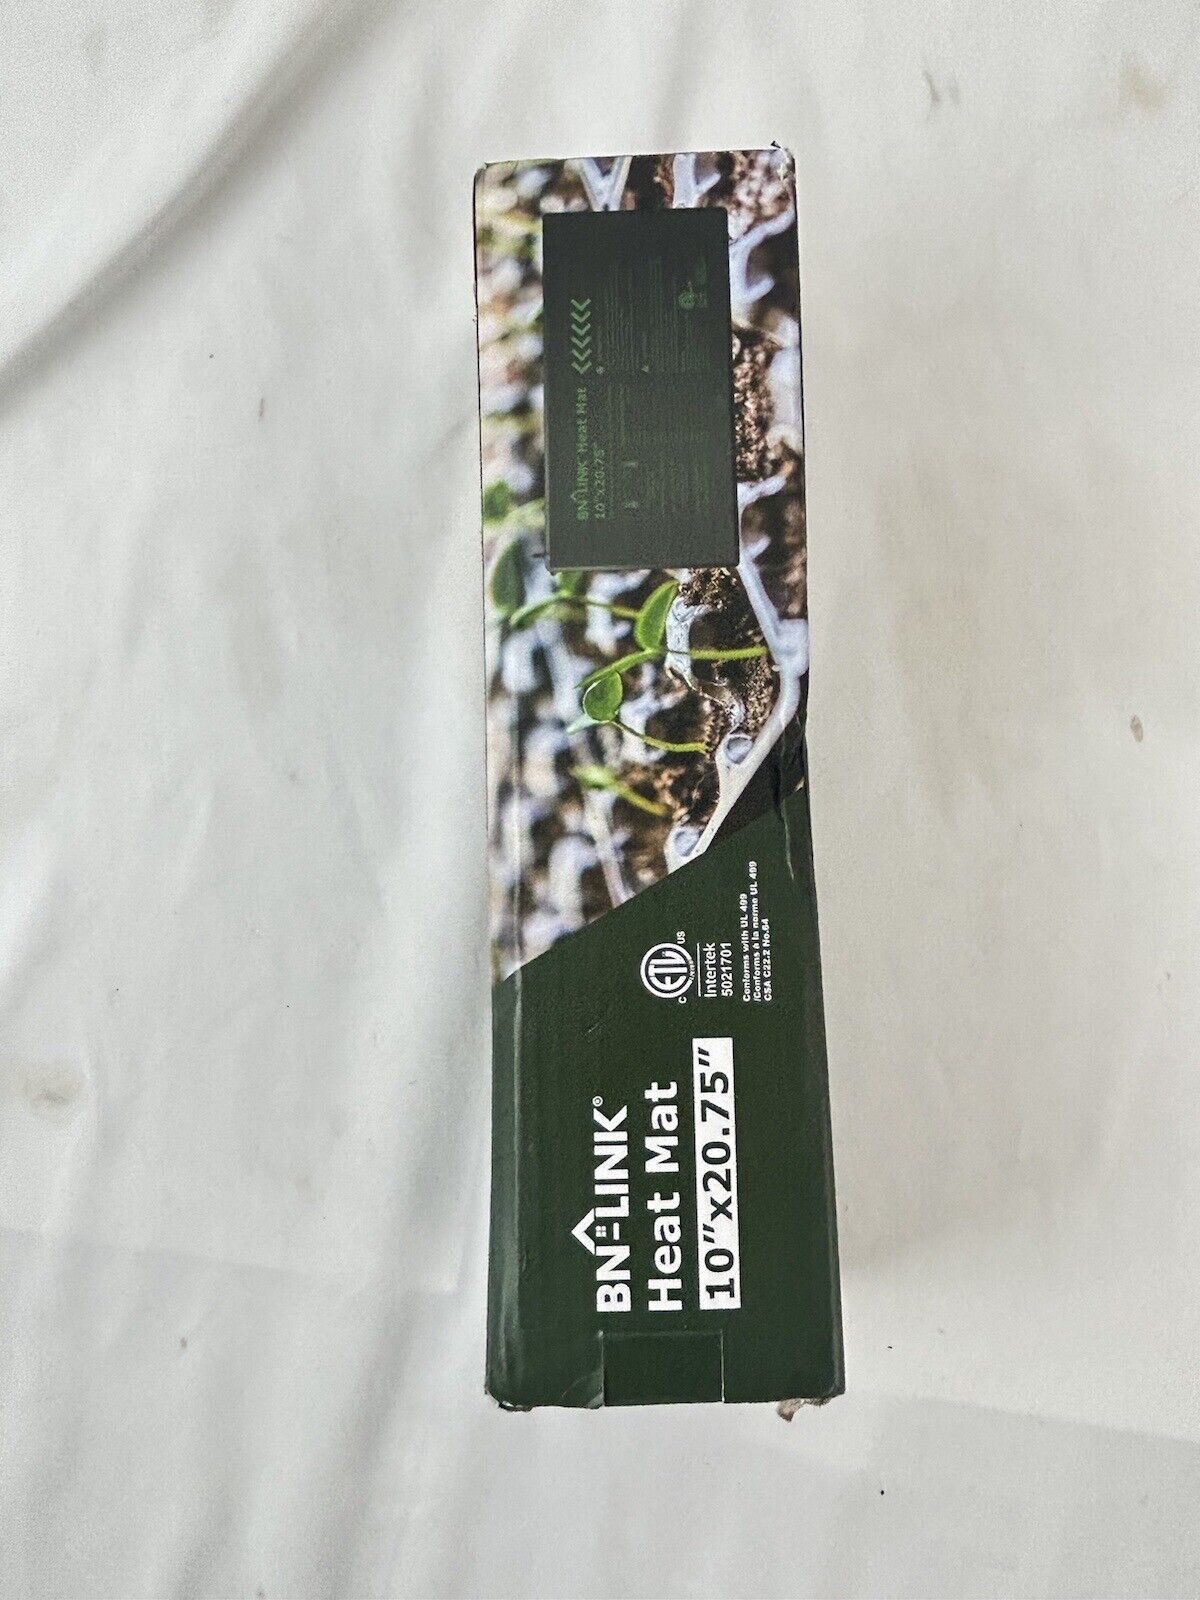 BN-LINK® Heat Mat
10"x20.75"
BN-LINK®
Heat Mat
10"x20.75"
C ETL US
Intertek
5021701
Conforms with UL 499
/Conforms à la norme UL 499
CSA C22.2 No.64